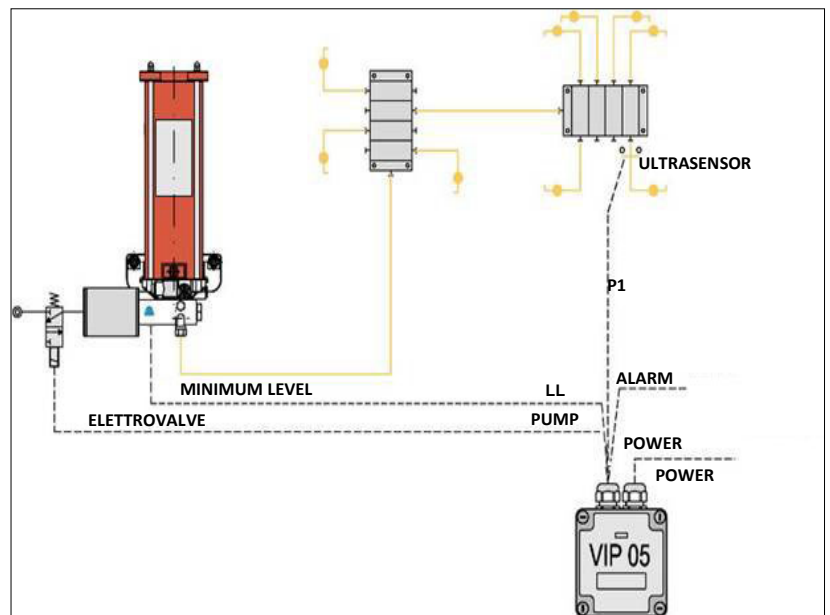 ULTRASENSOR
P1
ALARM
MINIMUM LEVEL LL
ELETTROVALVE PUMP
POWER
POWER
VIP 05